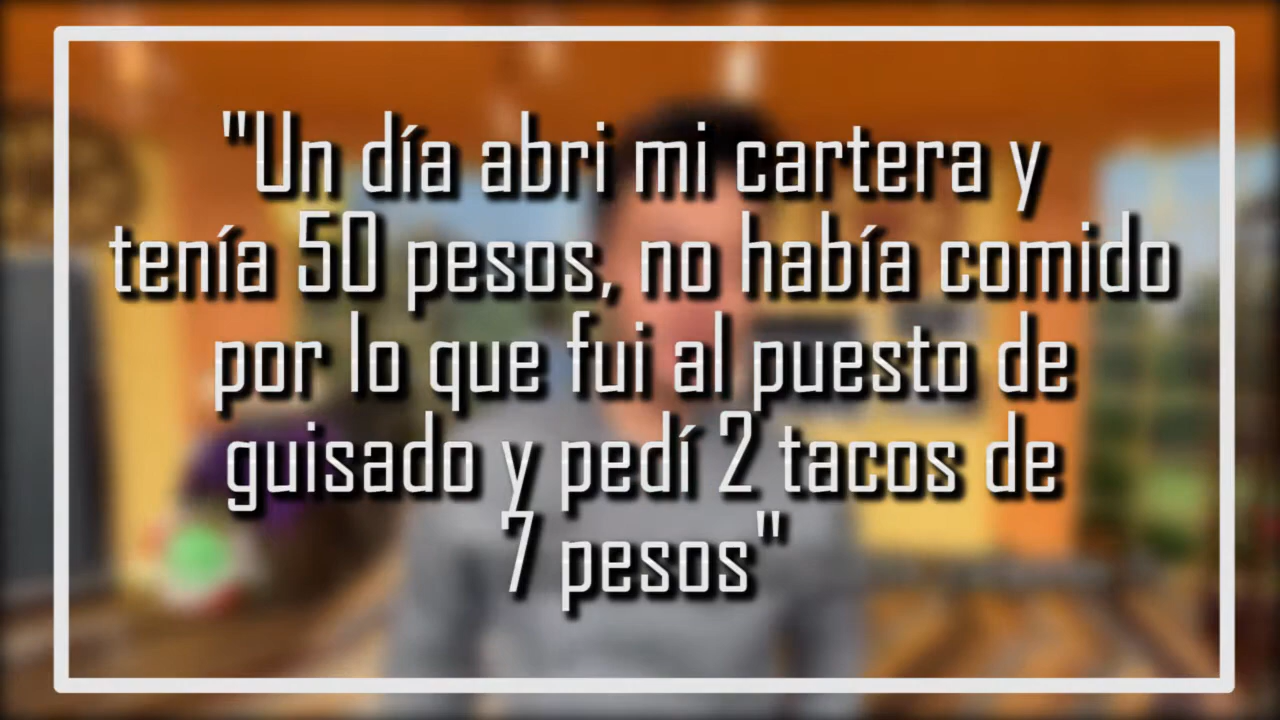 "Un día abri mi cartera y
tenía 50 pesos, no había comido
por lo que fui al puesto de
guisado y pedí 2 tacos de
7 pesos"